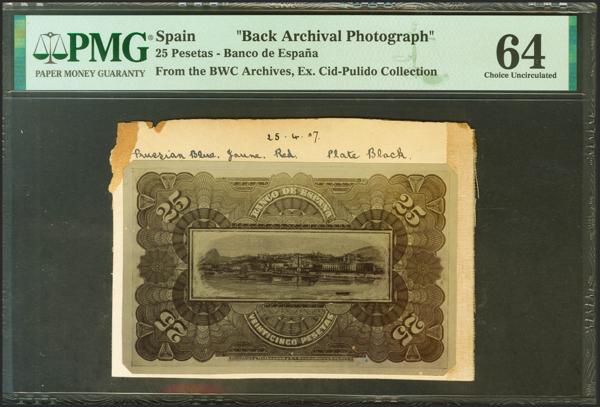 PMG
PAPER MONEY GUARANTY
Spain "Back Archival Photograph"
25 Pesetas - Banco de España
From the BWC Archives, Ex. Cid-Pulido Collection
64
Choice Uncirculated
25 · 4 · 07.
Prussian Blue. Jaune. Red. Plate Black.
25 BANCO DE ESPAÑA 25
25 VEINTICINCO PESETAS 25